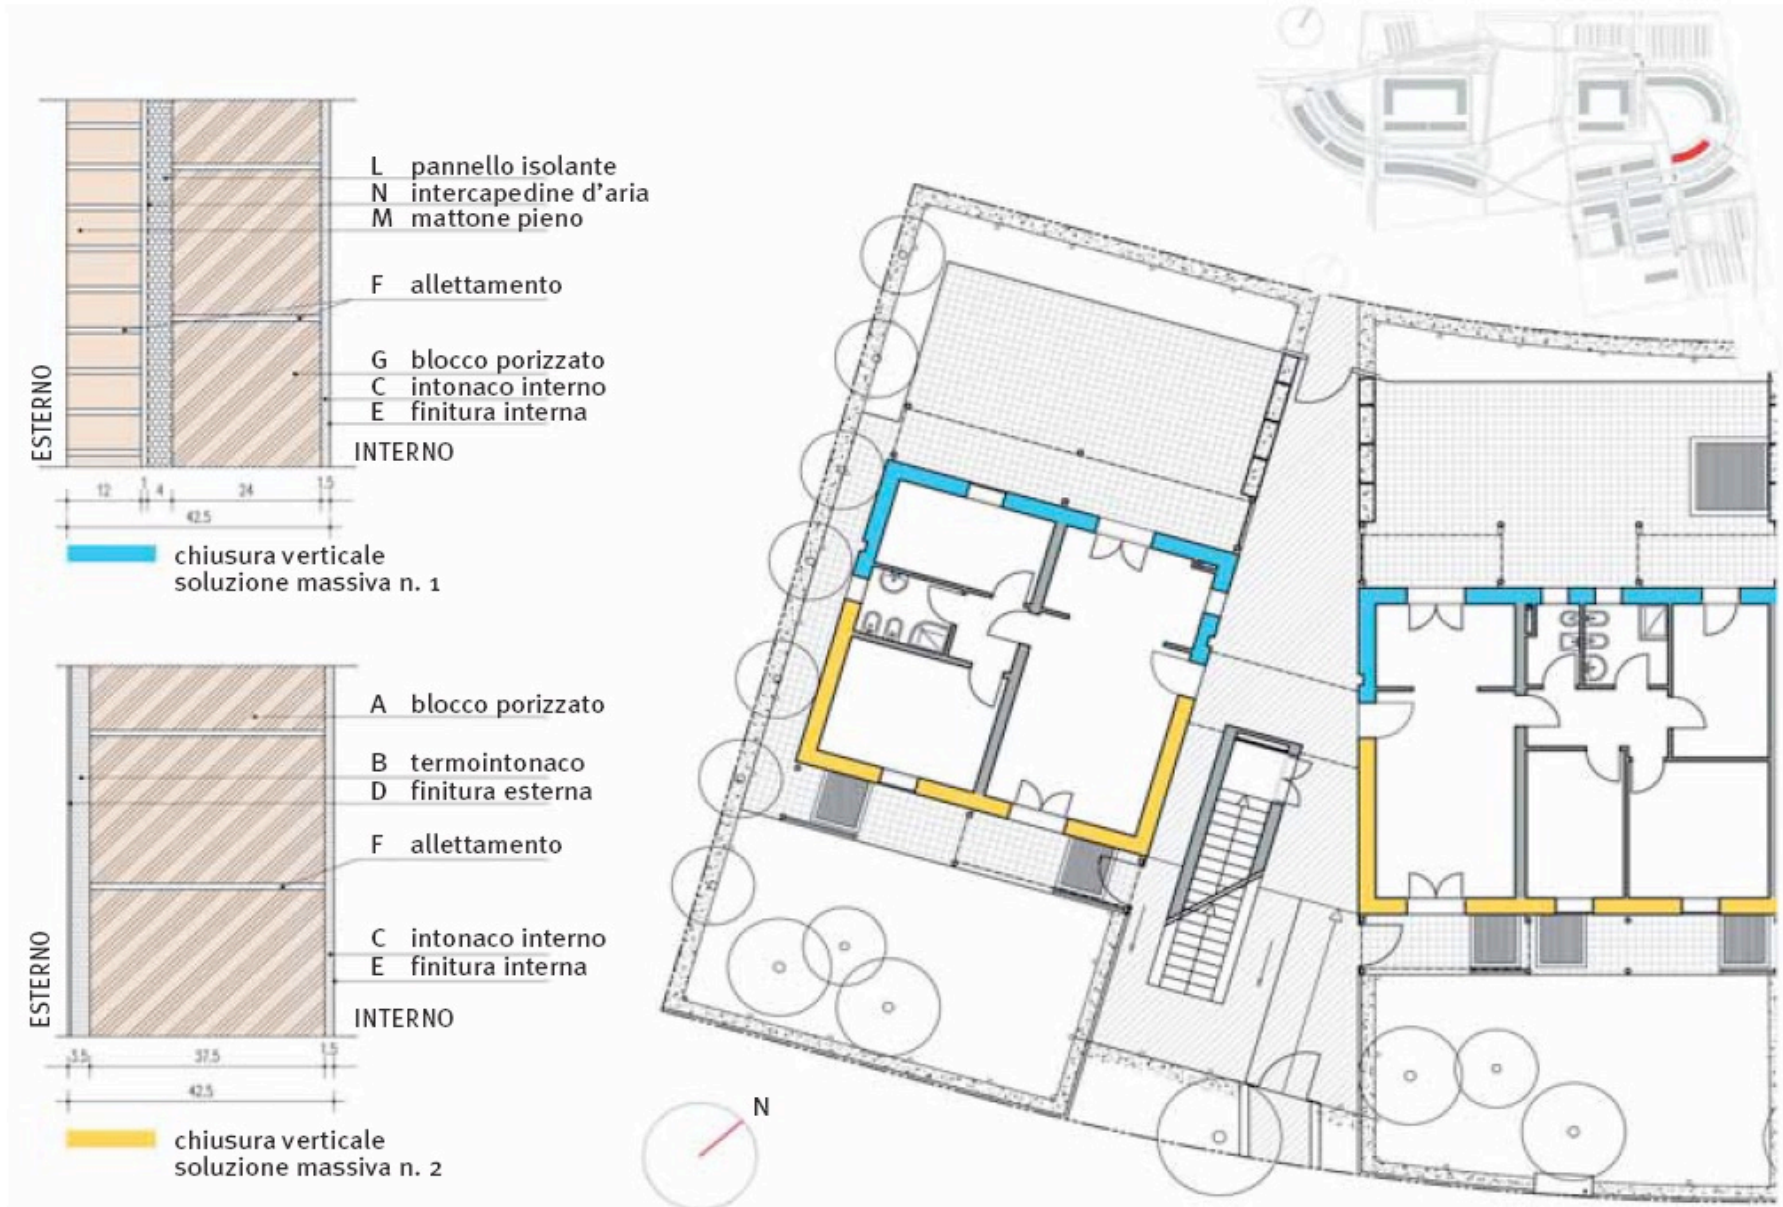 L pannello isolante
N intercapedine d'aria
M mattone pieno
F allettamento
G blocco porizzato
C intonaco interno
E finitura interna
ESTERNO
INTERNO
12 1 4 24 1.5
42.5
chiusura verticale
soluzione massiva n. 1
A blocco porizzato
B termointonaco
D finitura esterna
F allettamento
C intonaco interno
E finitura interna
ESTERNO
INTERNO
3.5 37.5 1.5
42.5
chiusura verticale
soluzione massiva n. 2
N